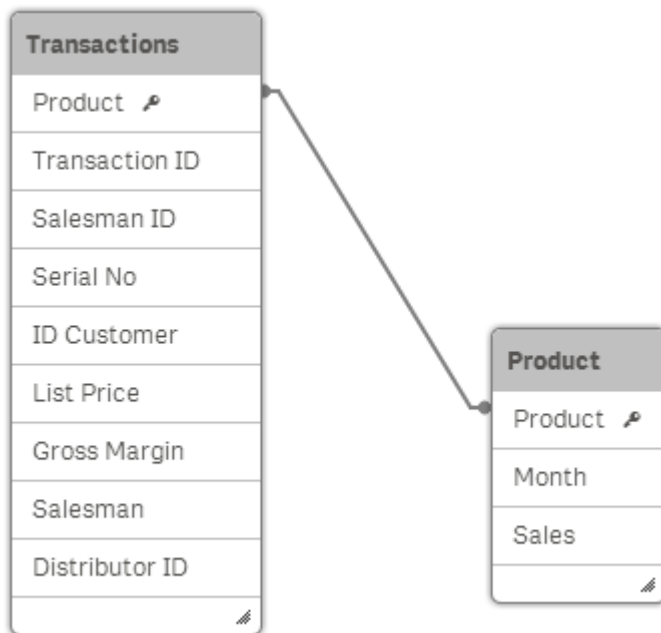 Transactions
Product
Transaction ID
Salesman ID
Serial No
ID Customer
List Price
Gross Margin
Salesman
Distributor ID
Product
Product
Month
Sales